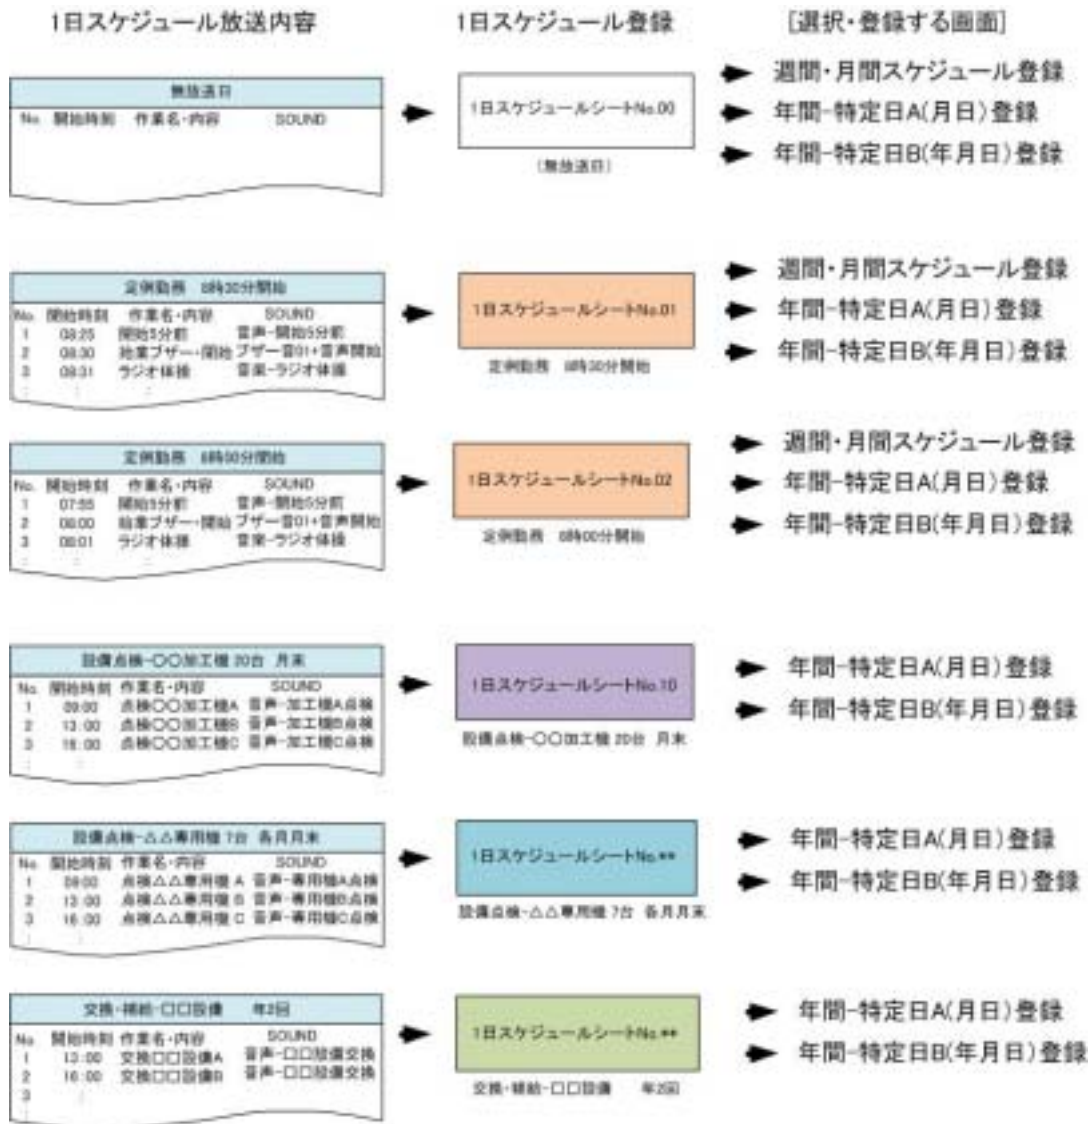 1日スケジュール放送内容
1日スケジュール登録
[選択・登録する画面]
無放送日
No. 開始時刻 作業名・内容 SOUND
1日スケジュールシートNo.00
(無放送日)
週間・月間スケジュール登録
年間-特定日A(月日)登録
年間-特定日B(年月日)登録
定例勤務 8時30分開始
No. 開始時刻 作業名・内容 SOUND
1 08:25 開始5分前 音声-開始5分前
2 08:30 始業ブザー・開始 ブザー音01+音声開始
3 08:31 ラジオ体操 音楽-ラジオ体操
1日スケジュールシートNo.01
定例勤務 8時30分開始
週間・月間スケジュール登録
年間-特定日A(月日)登録
年間-特定日B(年月日)登録
定例勤務 8時00分開始
No. 開始時刻 作業名・内容 SOUND
1 07:55 開始5分前 音声-開始5分前
2 08:00 始業ブザー・開始 ブザー音01+音声開始
3 08:01 ラジオ体操 音楽-ラジオ体操
1日スケジュールシートNo.02
定例勤務 8時00分開始
週間・月間スケジュール登録
年間-特定日A(月日)登録
年間-特定日B(年月日)登録
設備点検-〇〇加工機 20台 月末
No. 開始時刻 作業名・内容 SOUND
1 09:00 点検〇〇加工機A 音声-加工機A点検
2 13:00 点検〇〇加工機B 音声-加工機B点検
3 16:00 点検〇〇加工機C 音声-加工機C点検
1日スケジュールシートNo.10
設備点検-〇〇加工機 20台 月末
年間-特定日A(月日)登録
年間-特定日B(年月日)登録
設備点検-△△専用機 7台 各月月末
No. 開始時刻 作業名・内容 SOUND
1 09:00 点検△△専用機 A 音声-専用機A点検
2 13:00 点検△△専用機 B 音声-専用機B点検
3 16:00 点検△△専用機 C 音声-専用機C点検
1日スケジュールシートNo.**
設備点検-△△専用機 7台 各月月末
年間-特定日A(月日)登録
年間-特定日B(年月日)登録
交換・補給-□□設備 年2回
No. 開始時刻 作業名・内容 SOUND
1 13:00 交換□□設備A 音声-□□設備交換
2 16:00 交換□□設備B 音声-□□設備交換
3
1日スケジュールシートNo.**
交換・補給-□□設備 年2回
年間-特定日A(月日)登録
年間-特定日B(年月日)登録